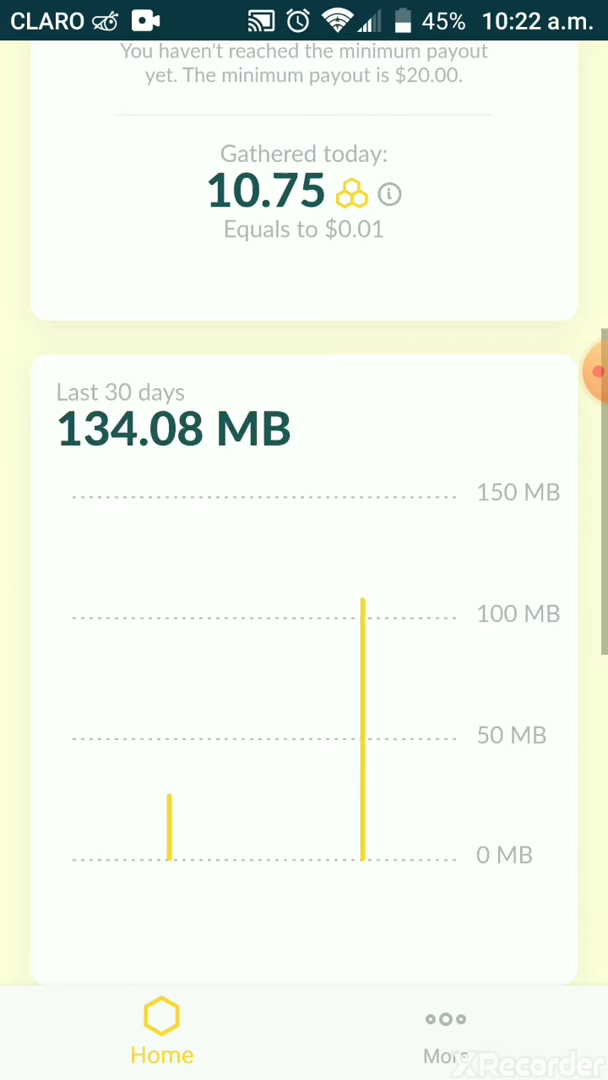 CLARO 45% 10:22 a.m.
You haven't reached the minimum payout
yet. The minimum payout is $20.00.
Gathered today:
10.75
Equals to $0.01
Last 30 days
134.08 MB
150 MB
100 MB
50 MB
0 MB
Home
More
XRecorder